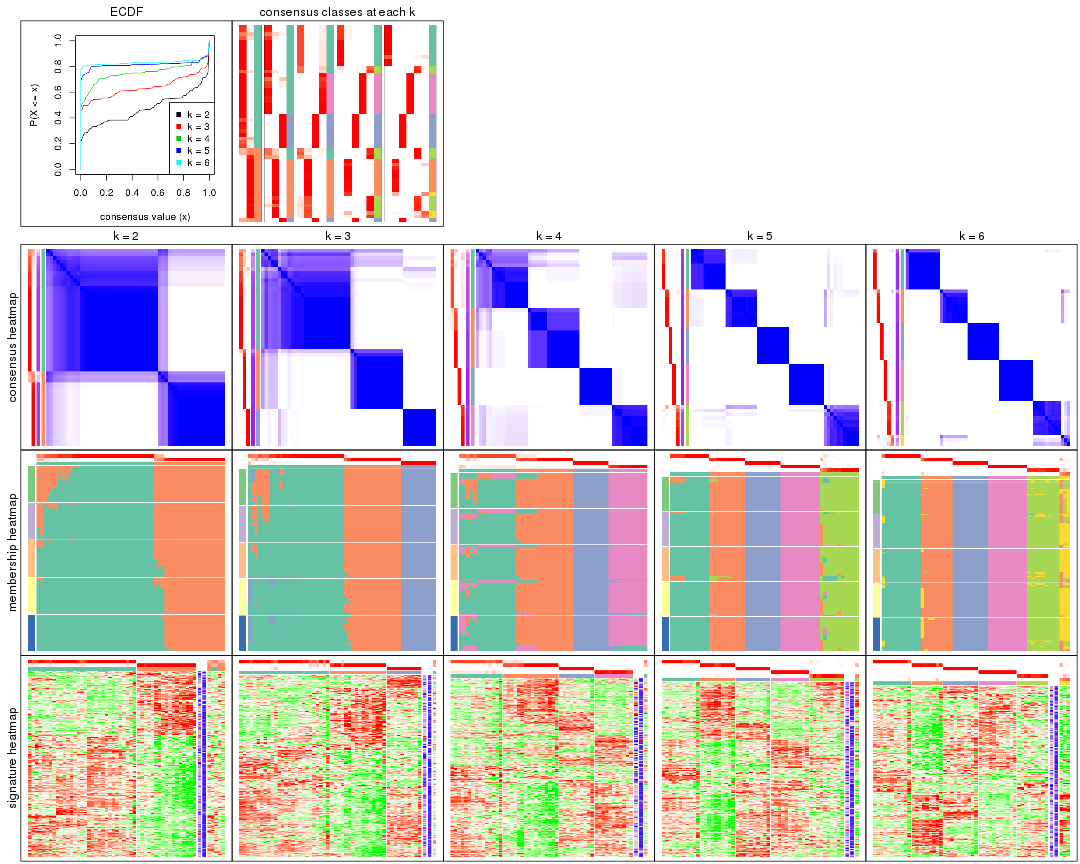 ECDF
consensus classes at each k
P(X <= x)
0.0 0.2 0.4 0.6 0.8 1.0
k = 2
k = 3
k = 4
k = 5
k = 6
0.0 0.2 0.4 0.6 0.8 1.0
consensus value (x)
k = 2
k = 3
k = 4
k = 5
k = 6
consensus heatmap
membership heatmap
signature heatmap